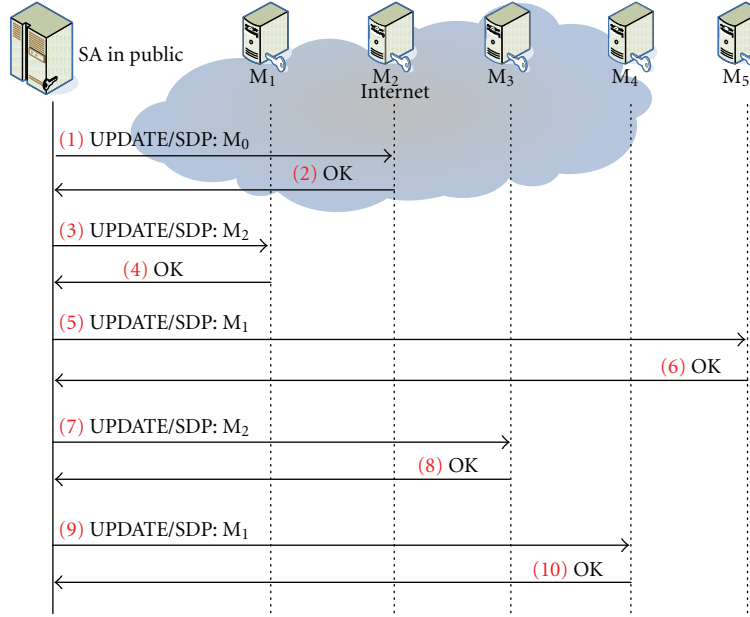 SA in public
M1
M2
M3
M4
M5
Internet
(1) UPDATE/SDP: M0
(2) OK
(3) UPDATE/SDP: M2
(4) OK
(5) UPDATE/SDP: M1
(6) OK
(7) UPDATE/SDP: M2
(8) OK
(9) UPDATE/SDP: M1
(10) OK